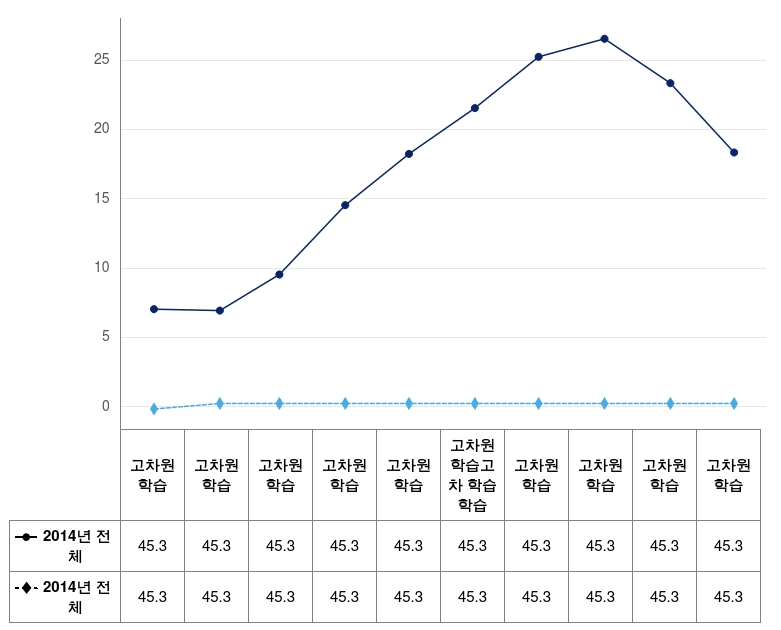 25
20
15
10
5
0
고차원 고차원 고차원 고차원 고차원 고차원 고차원 고차원 고차원 고차원
학습 학습 학습 학습 학습 학습고 학습 학습 학습 학습
차 학습
학습
2014년 전 45.3 45.3 45.3 45.3 45.3 45.3 45.3 45.3 45.3 45.3
체
2014년 전 45.3 45.3 45.3 45.3 45.3 45.3 45.3 45.3 45.3 45.3
체